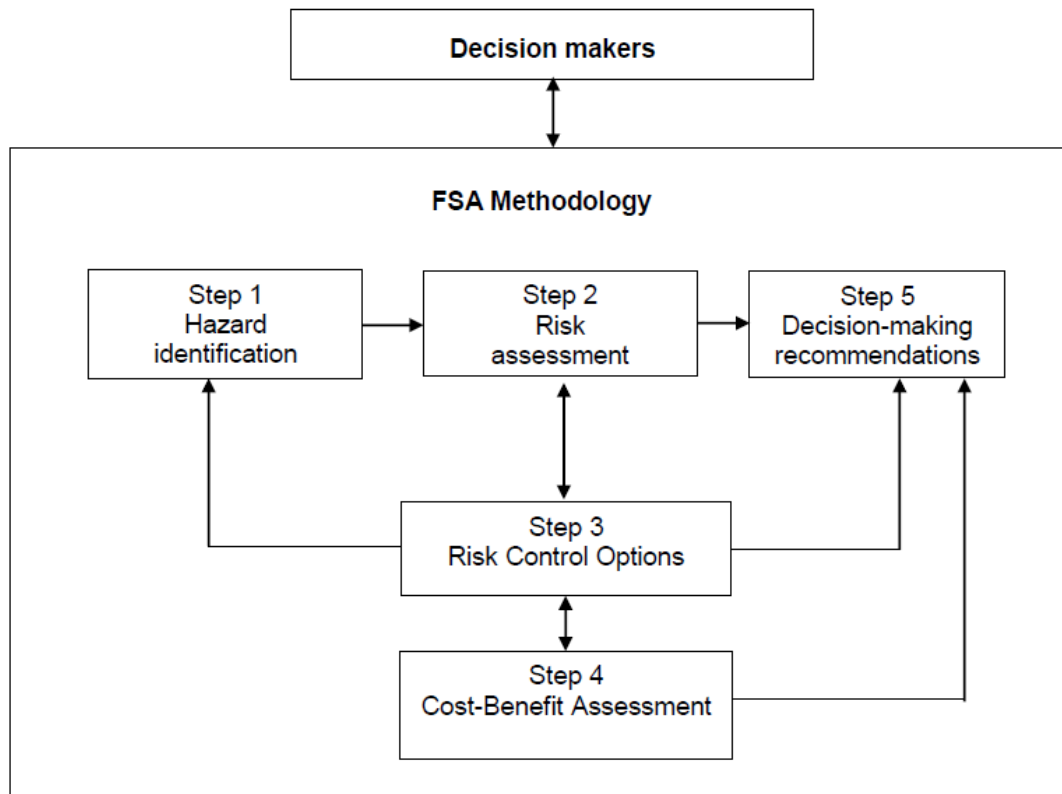 Decision makers
FSA Methodology
Step 1
Hazard
identification
Step 2
Risk
assessment
Step 5
Decision-making
recommendations
Step 3
Risk Control Options
Step 4
Cost-Benefit Assessment